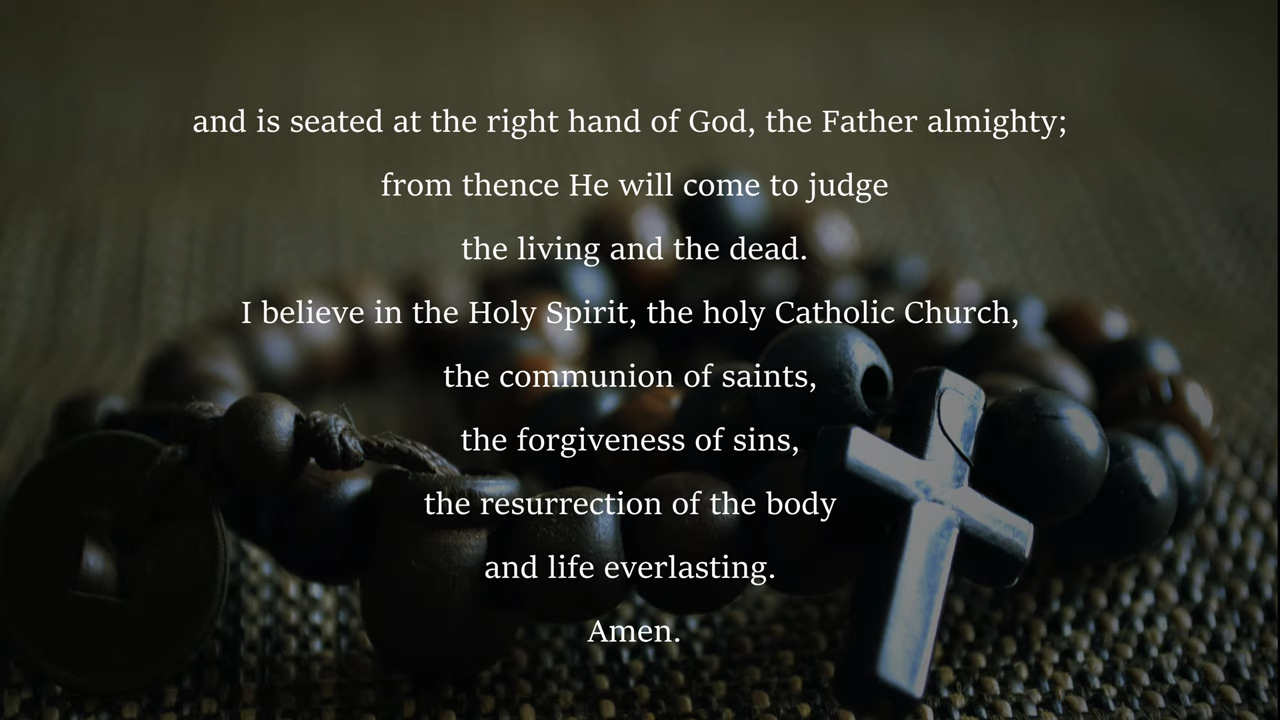 and is seated at the right hand of God, the Father almighty;
from thence He will come to judge
the living and the dead.
I believe in the Holy Spirit, the holy Catholic Church,
the communion of saints,
the forgiveness of sins,
the resurrection of the body
and life everlasting.
Amen.